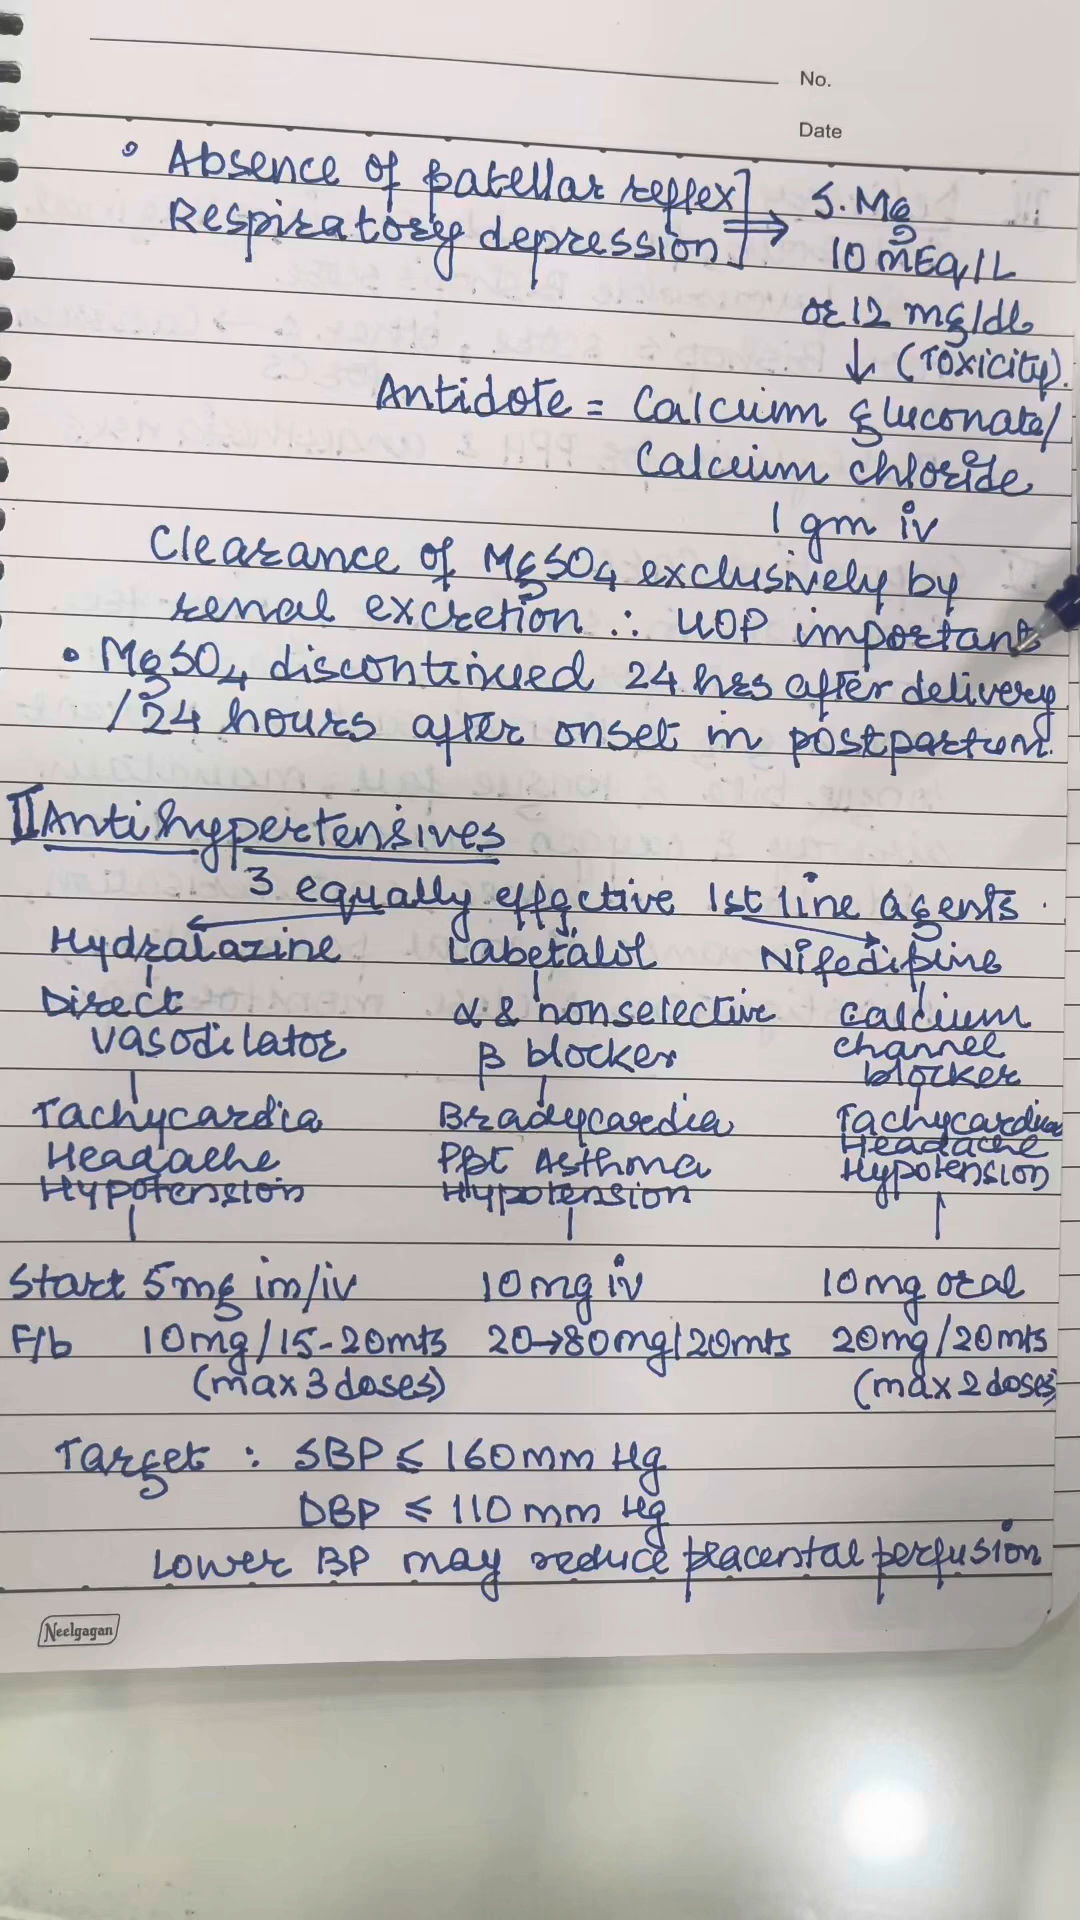 No.
Date
Absence of patellar reflex
Respiratory depression ⇒ S.Mg
10 mEq/L
or 12 mg/dl
↓ (Toxicity).
Antidote = Calcium gluconate/
Calcium chloride
1 gm iv
Clearance of MgSO4 exclusively by
renal excretion ∴ UOP important
• MgSO4 discontinued 24 hrs after delivery
/24 hours after onset in postpartum.
II Antihypertensives
3 equally effective 1st line agents.
Hydralazine Labetalol Nifedipine
Direct α & nonselective calcium
vasodilator β blocker channel
blocker
Tachycardia Bradycardia Tachycardia
Headache Asthma Headache
Hypotension Hypotension Hypotension
Start 5mg im/iv 10mg iv 10mg oral
F/b 10mg/15-20mts 20→80mg/20mts 20mg/20mts
(max 3 doses) (max 2 doses)
Target : SBP ≤ 160mm Hg
DBP ≤ 110 mm Hg
Lower BP may reduce placental perfusion
Neelgagan